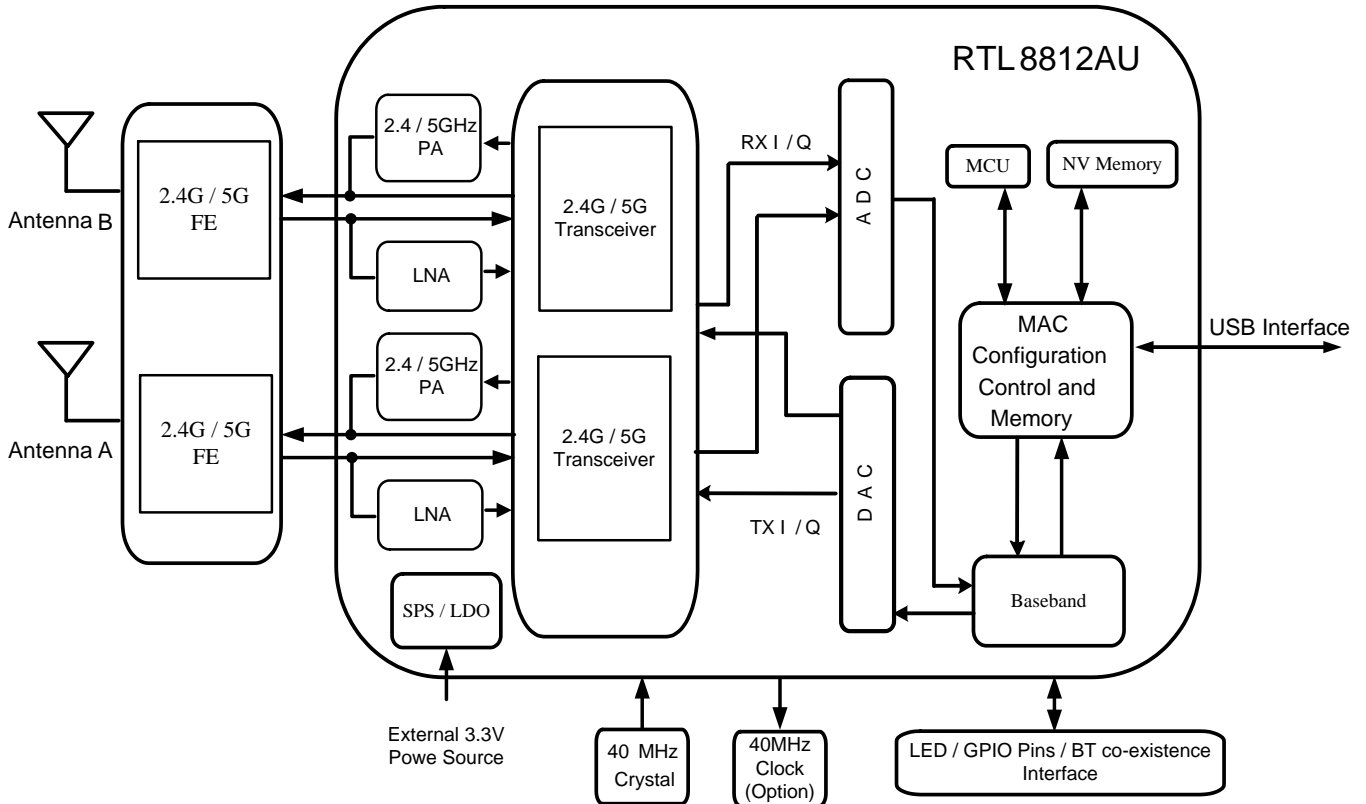 RTL8812AU
2.4 / 5GHz
PA
2.4G / 5G
FE
Antenna B
2.4G / 5G
Transceiver
LNA
RX I / Q
A D C
MCU
NV Memory
MAC
Configuration
Control and
Memory
USB Interface
2.4 / 5GHz
PA
2.4G / 5G
FE
Antenna A
2.4G / 5G
Transceiver
LNA
TX I / Q
D A C
Baseband
SPS / LDO
External 3.3V
Powe Source
40 MHz
Crystal
40MHz
Clock
(Option)
LED / GPIO Pins / BT co-existence
Interface